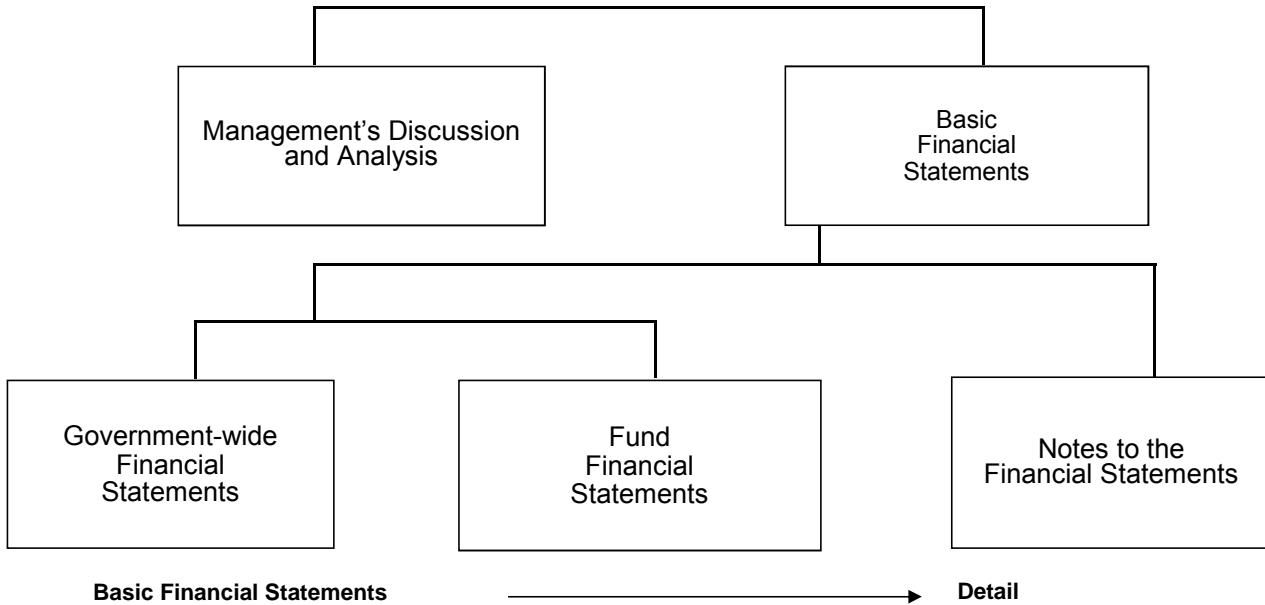 Management’s Discussion
and Analysis
Basic
Financial
Statements
Government-wide
Financial
Statements
Fund
Financial
Statements
Notes to the
Financial Statements
Basic Financial Statements
Detail